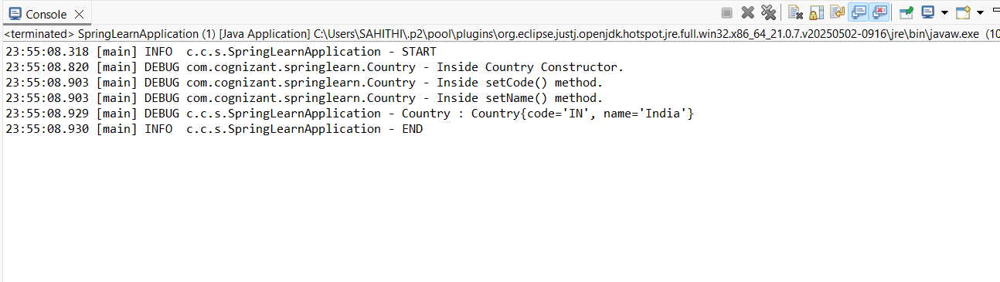 Console
<terminated> SpringLearnApplication (1) [Java Application] C:\Users\SAHITHI\.p2\pool\plugins\org.eclipse.justj.openjdk.hotspot.jre.full.win32.x86_64_21.0.7.v20250502-0916\jre\bin\javaw.exe (10
23:55:08.318 [main] INFO  c.c.s.SpringLearnApplication - START
23:55:08.820 [main] DEBUG com.cognizant.springlearn.Country - Inside Country Constructor.
23:55:08.903 [main] DEBUG com.cognizant.springlearn.Country - Inside setCode() method.
23:55:08.903 [main] DEBUG com.cognizant.springlearn.Country - Inside setName() method.
23:55:08.929 [main] DEBUG c.c.s.SpringLearnApplication - Country : Country{code='IN', name='India'}
23:55:08.930 [main] INFO  c.c.s.SpringLearnApplication - END